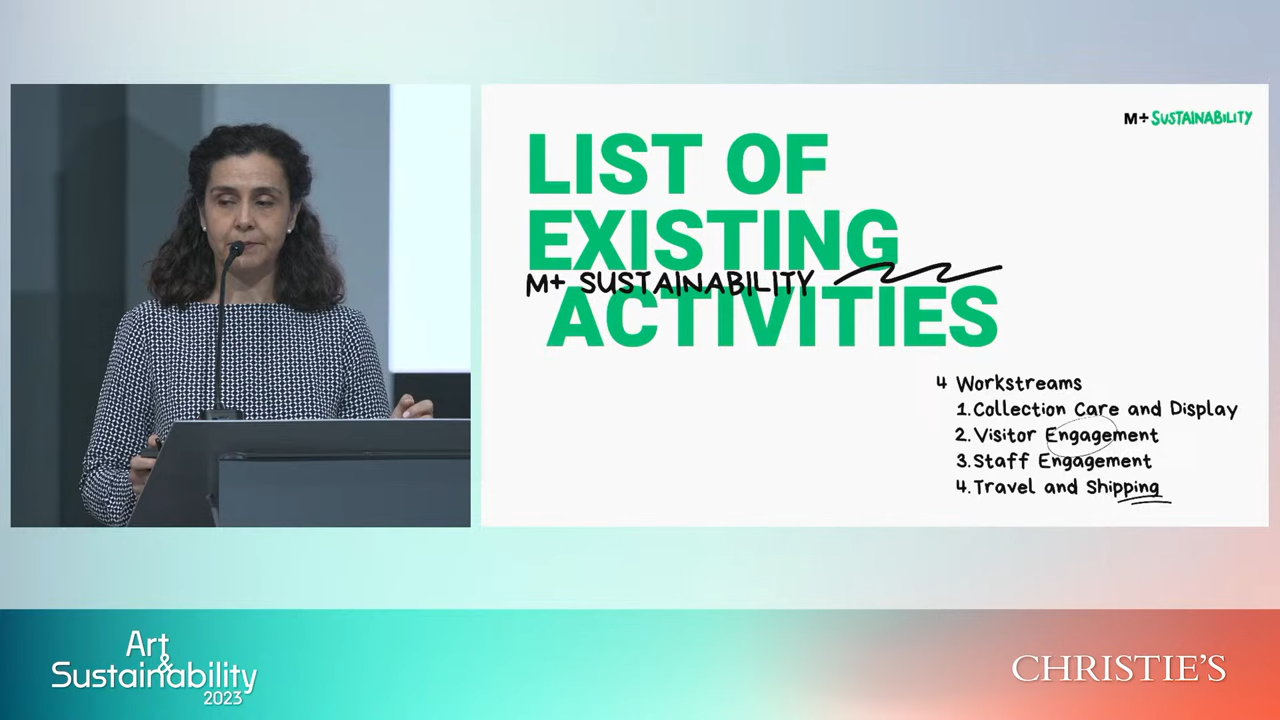 M+ SUSTAINABILITY
LIST OF
EXISTING
M+ SUSTAINABILITY
ACTIVITIES
4 Workstreams
1. Collection Care and Display
2. Visitor Engagement
3. Staff Engagement
4. Travel and Shipping
Art
&
Sustainability
2023
CHRISTIE'S